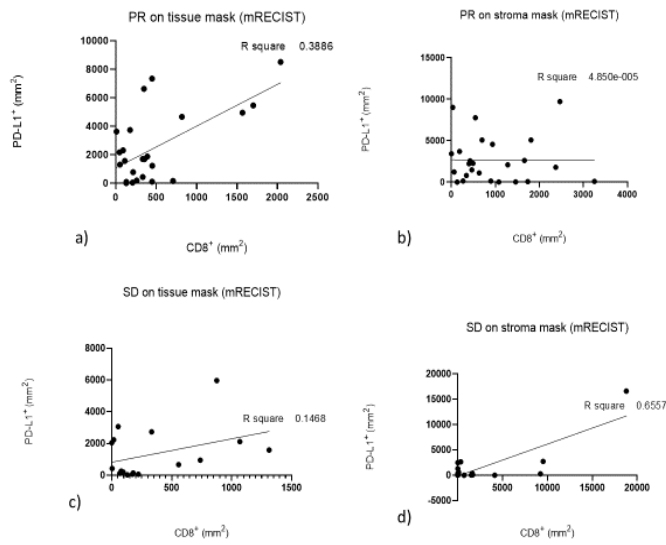 PR on tissue mask (mRECIST)
R square 0.3886
PD-L1⁺ (mm²)
10000
8000
6000
4000
2000
0
0 500 1000 1500 2000 2500
a)
CD8⁺ (mm²)
PR on stroma mask (mRECIST)
R square 4.850e-005
PD-L1⁺ (mm²)
15000
10000
5000
0
0 1000 2000 3000 4000
b)
CD8⁺ (mm²)
SD on tissue mask (mRECIST)
R square 0.1468
PD-L1⁺ (mm²)
8000
6000
4000
2000
0
0 500 1000 1500
c)
CD8⁺ (mm²)
SD on stroma mask (mRECIST)
R square 0.6557
PD-L1⁺ (mm²)
20000
15000
10000
5000
0
-5000
5000 10000 15000 20000
d)
CD8⁺ (mm²)